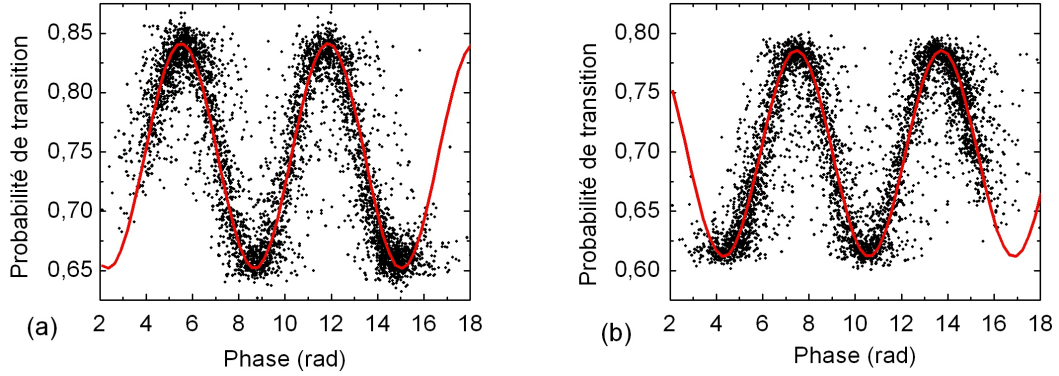 Probabilité de transition
0,85
0,80
0,75
0,70
0,65
2 4 6 8 10 12 14 16 18
Phase (rad)
(a)
Probabilité de transition
0,80
0,75
0,70
0,65
0,60
2 4 6 8 10 12 14 16 18
Phase (rad)
(b)